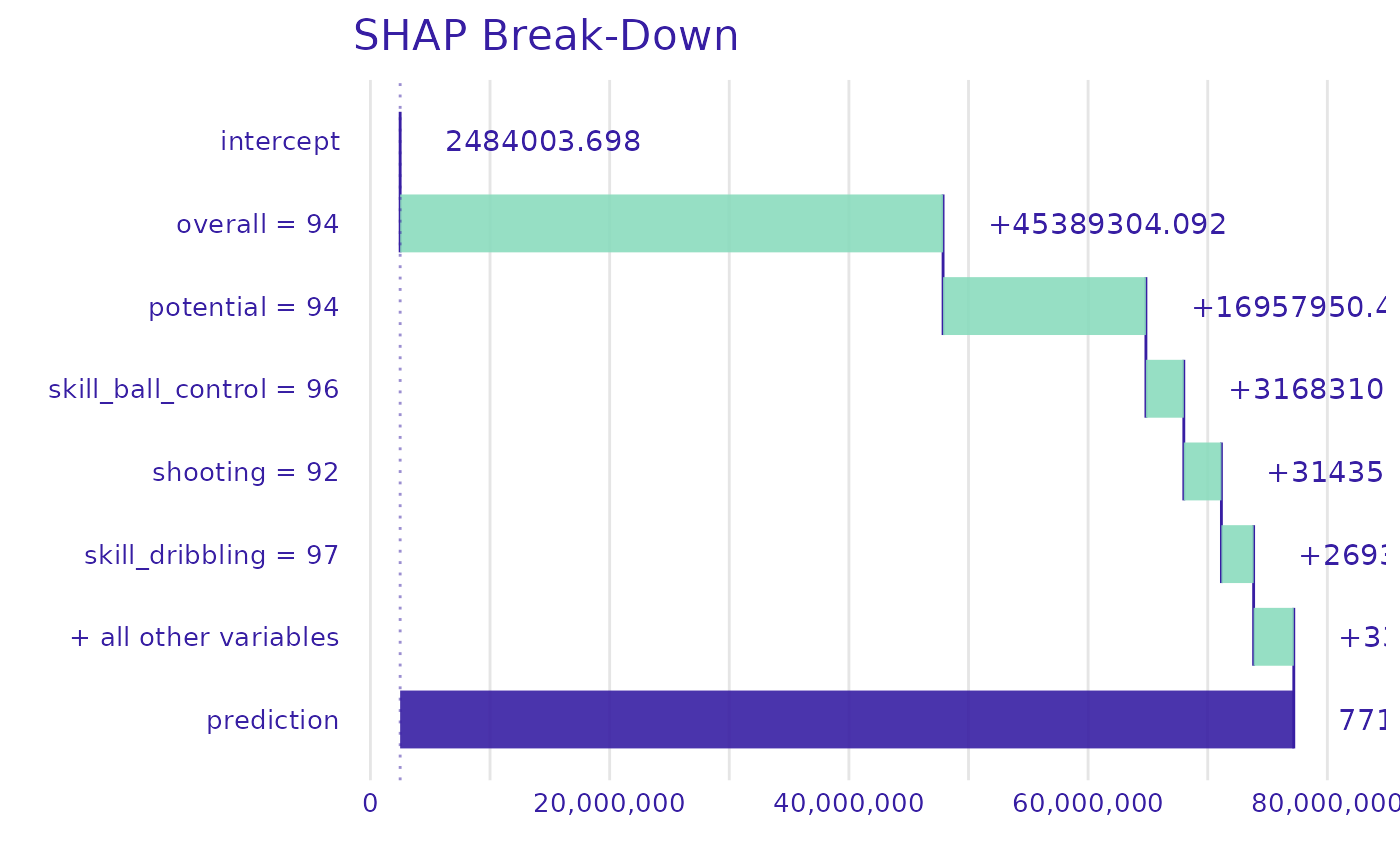 SHAP Break-Down
intercept 2484003.698
overall = 94 +45389304.092
potential = 94 +16957950.4
skill_ball_control = 96 +3168310
shooting = 92 +31435
skill_dribbling = 97 +2693
+ all other variables +33
prediction 771
0 20,000,000 40,000,000 60,000,000 80,000,000